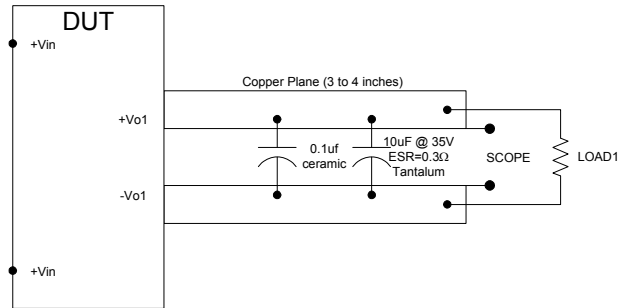 DUT
+Vin
Copper Plane (3 to 4 inches)
+Vo1
0.1uf
ceramic
10uF @ 35V
ESR=0.3Ω
Tantalum
SCOPE
LOAD1
-Vo1
+Vin